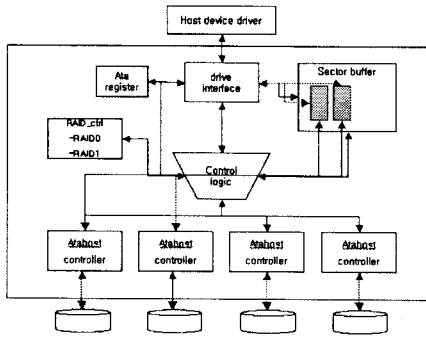 Host device driver
Ata
register
drive
interface
Sector buffer
RAID_ctrl
-RAID0
-RAID1
Control
logic
Atahost
controller
Atahost
controller
Atahost
controller
Atahost
controller